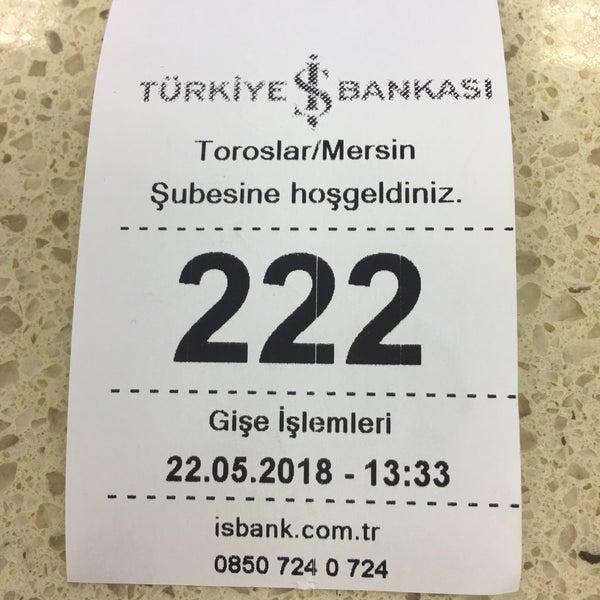 TÜRKİYE İŞ BANKASI
Toroslar/Mersin
Şubesine hoşgeldiniz.
222
Gişe İşlemleri
22.05.2018 - 13:33
isbank.com.tr
0850 724 0 724